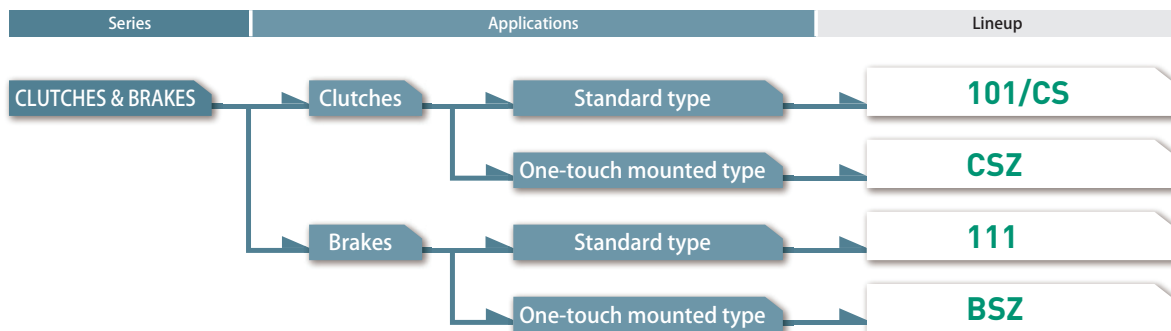 Series Applications Lineup
CLUTCHES & BRAKES Clutches Standard type 101/CS
One-touch mounted type CSZ
Brakes Standard type 111
One-touch mounted type BSZ